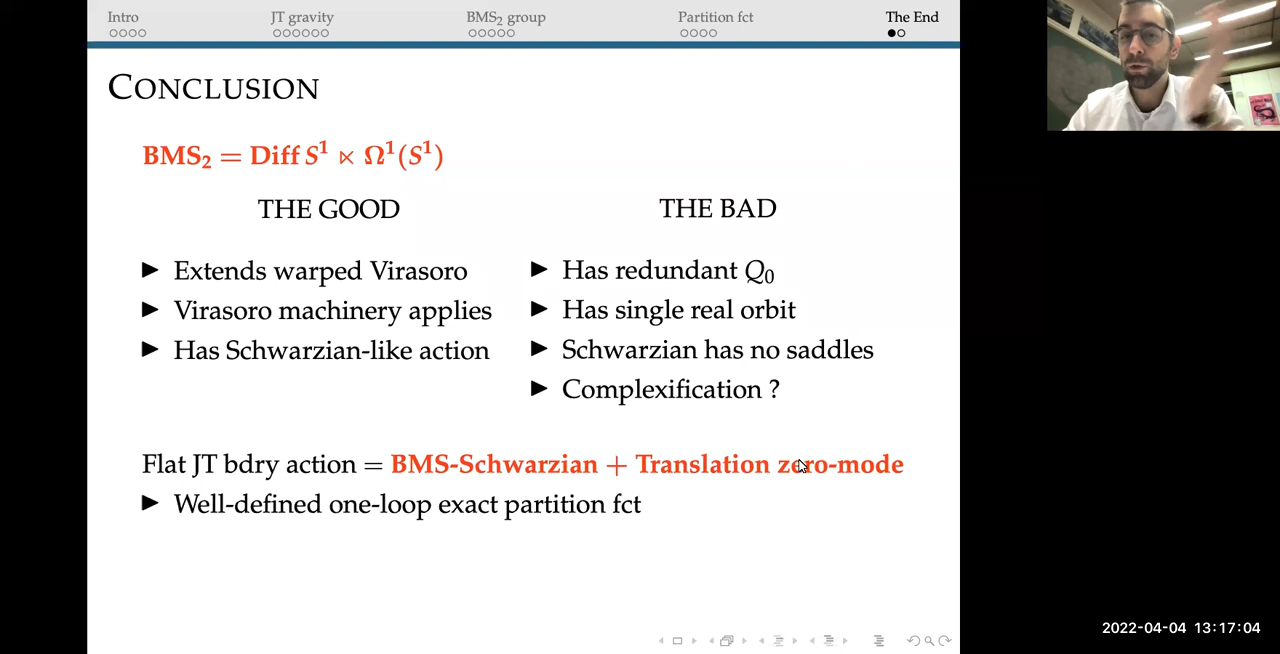 Intro JT gravity BMS₂ group Partition fct The End
CONCLUSION
BMS₂ = Diff S¹ ⋉ Ω¹(S¹)
THE GOOD THE BAD
► Extends warped Virasoro ► Has redundant Q₀
► Virasoro machinery applies ► Has single real orbit
► Has Schwarzian-like action ► Schwarzian has no saddles
► Complexification ?
Flat JT bdry action = BMS-Schwarzian + Translation zero-mode
► Well-defined one-loop exact partition fct
2022-04-04 13:17:04